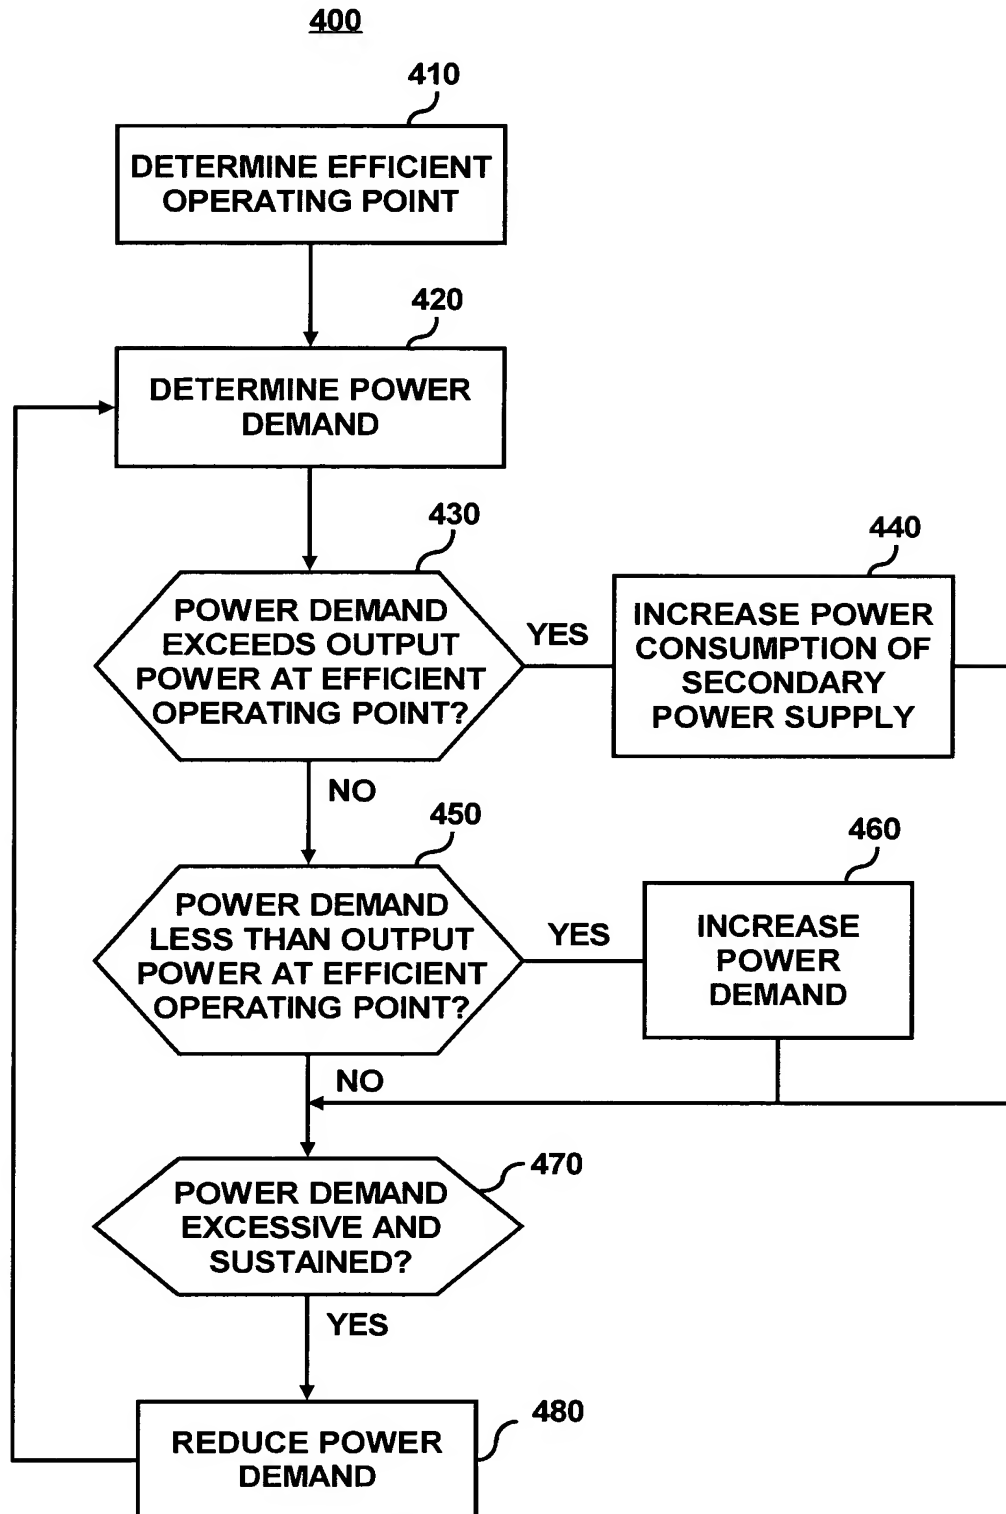 400
410
DETERMINE EFFICIENT
OPERATING POINT
420
DETERMINE POWER
DEMAND
430
POWER DEMAND
EXCEEDS OUTPUT
POWER AT EFFICIENT
OPERATING POINT?
YES
440
INCREASE POWER
CONSUMPTION OF
SECONDARY
POWER SUPPLY
NO
450
POWER DEMAND
LESS THAN OUTPUT
POWER AT EFFICIENT
OPERATING POINT?
YES
460
INCREASE
POWER
DEMAND
NO
470
POWER DEMAND
EXCESSIVE AND
SUSTAINED?
YES
480
REDUCE POWER
DEMAND